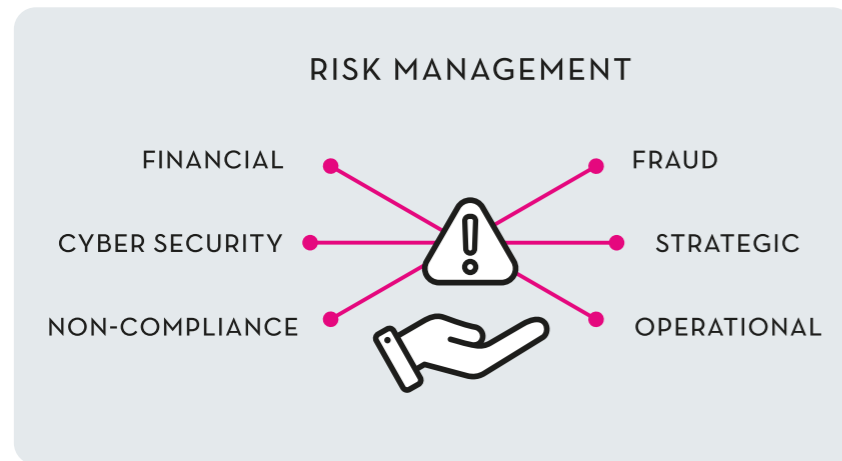 RISK MANAGEMENT
FINANCIAL
FRAUD
CYBER SECURITY
STRATEGIC
NON-COMPLIANCE
OPERATIONAL